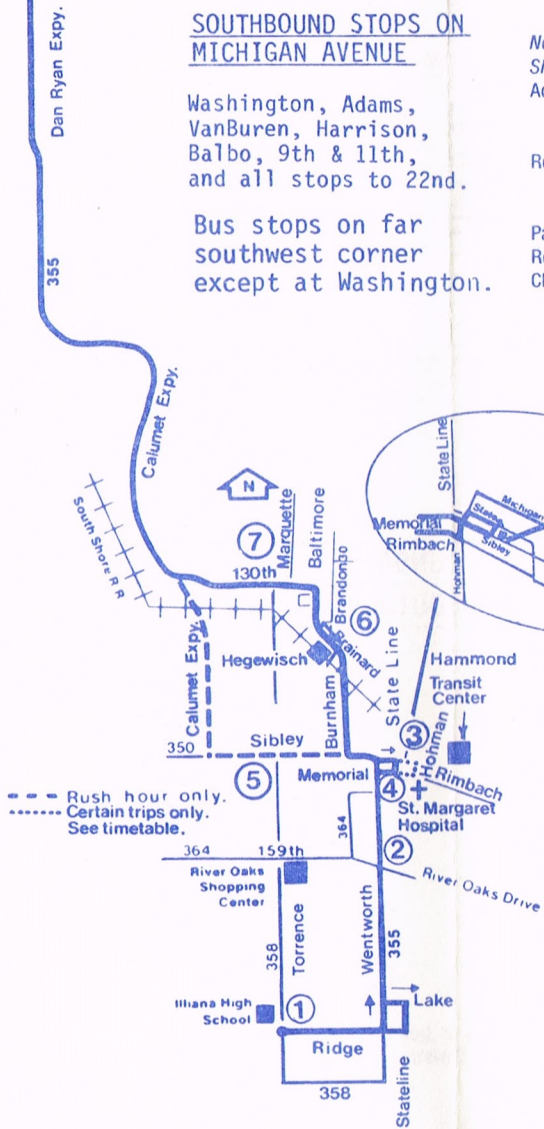 SOUTHBOUND STOPS ON
MICHIGAN AVENUE
Washington, Adams,
VanBuren, Harrison,
Balbo, 9th & 11th,
and all stops to 22nd.
Bus stops on far
southwest corner
except at Washington.
Dan Ryan Expy.
355
Calumet Expy.
South Shore R R
N
7
130th
Marquette
Baltimore
Brandon
30
6
Brainard
Hegewisch
Calumet Expy.
Burnham
State Line
State Line
Michigan
State
Memorial
Rimbach
Sibley
Hohman
Hammond
Transit
Center
3
Hohman
350
Sibley
5
Memorial
4
Rimbach
St. Margaret
Hospital
Rush hour only.
Certain trips only.
See timetable.
364
364
159th
2
River Oaks
Shopping
Center
River Oaks Drive
358
Torrence
Wentworth
355
Illiana High
School
1
Lake
Ridge
358
Stateline